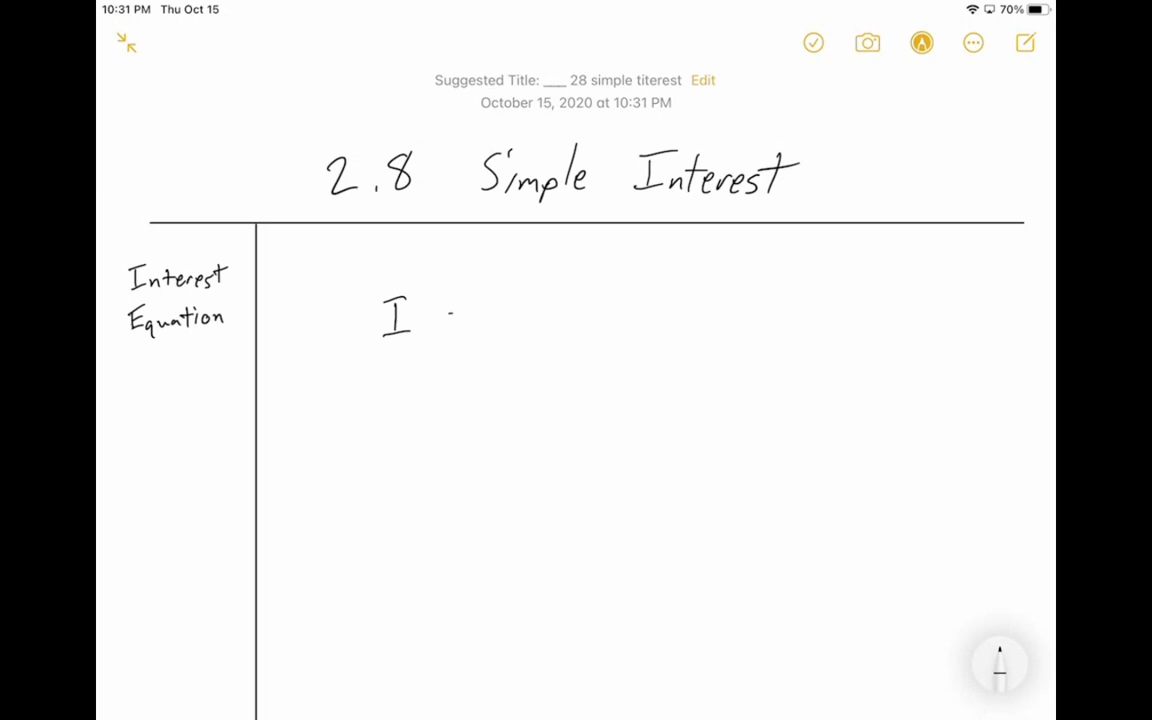 10:31 PM Thu Oct 15 70%
Suggested Title: ___ 28 simple titerest Edit
October 15, 2020 at 10:31 PM
2.8 Simple Interest
Interest
Equation
I